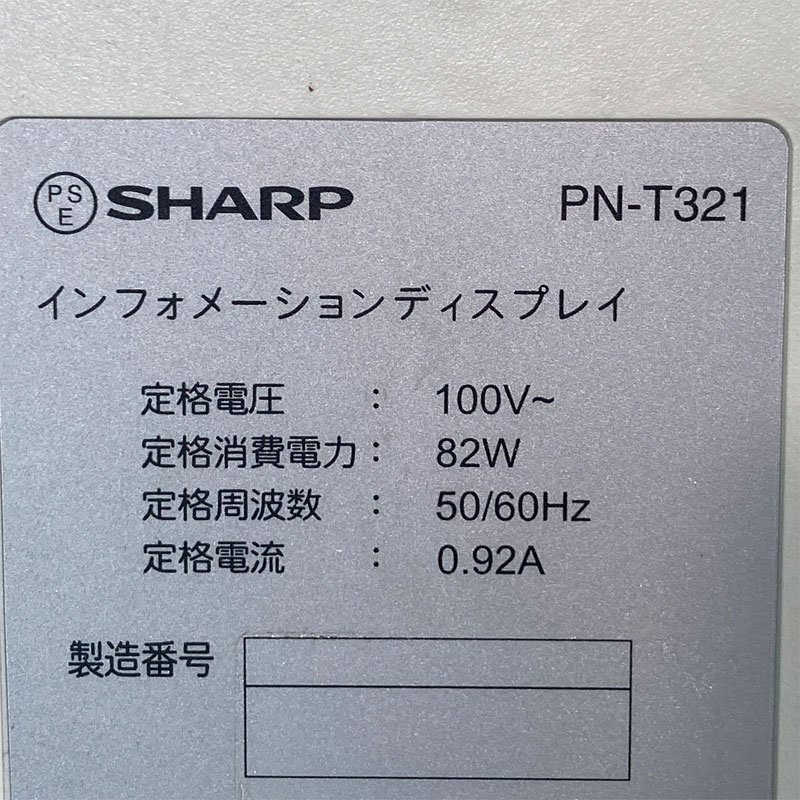 PSE SHARP PN-T321
インフォメーションディスプレイ
定格電圧 : 100V~
定格消費電力 : 82W
定格周波数 : 50/60Hz
定格電流 : 0.92A
製造番号